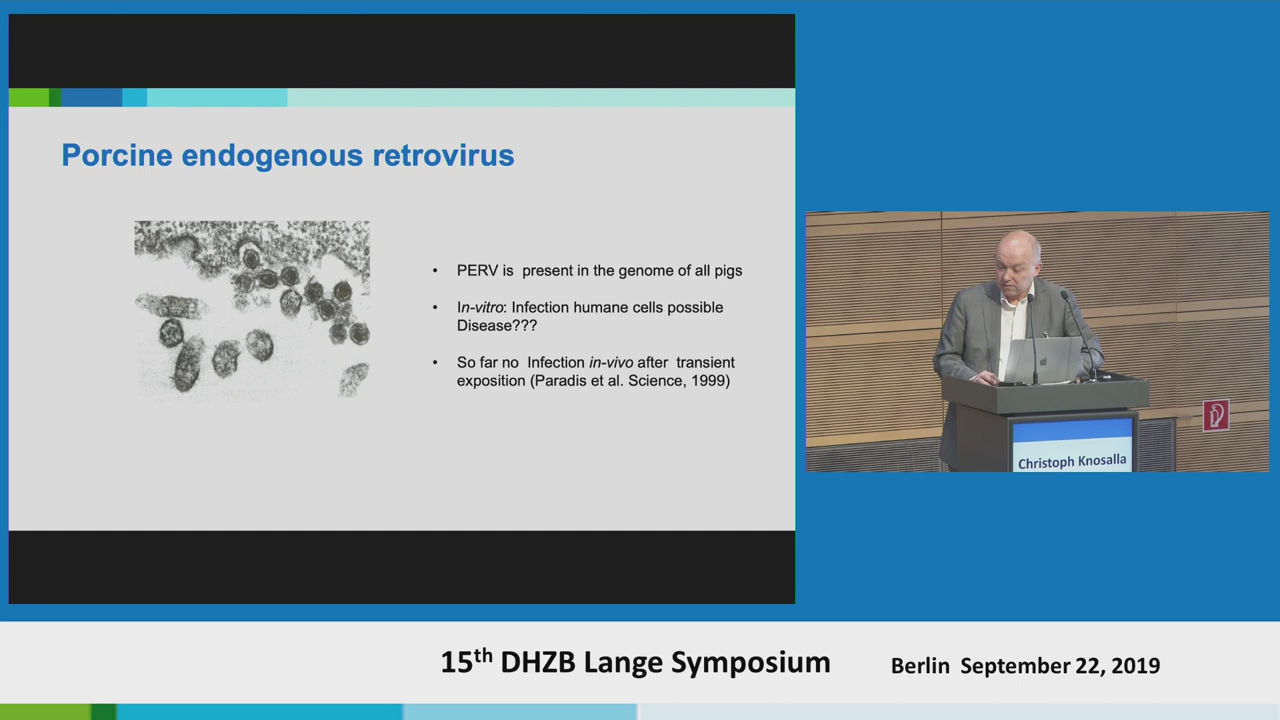 Porcine endogenous retrovirus
• PERV is present in the genome of all pigs
• In-vitro: Infection humane cells possible
Disease???
• So far no Infection in-vivo after transient
exposition (Paradis et al. Science, 1999)
Christoph Knosalla
15th DHZB Lange Symposium
Berlin September 22, 2019